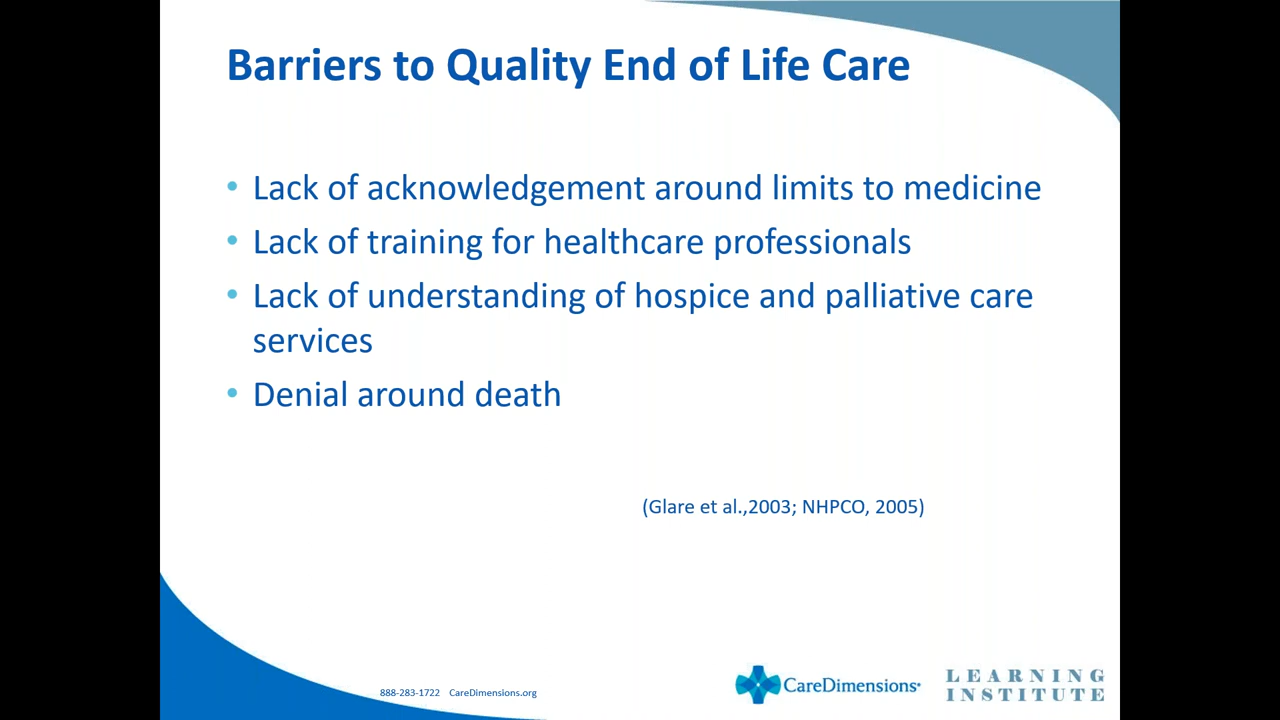 Barriers to Quality End of Life Care
• Lack of acknowledgement around limits to medicine
• Lack of training for healthcare professionals
• Lack of understanding of hospice and palliative care
services
• Denial around death
(Glare et al.,2003; NHPCO, 2005)
888-283-1722 CareDimensions.org
CareDimensions
LEARNING
INSTITUTE